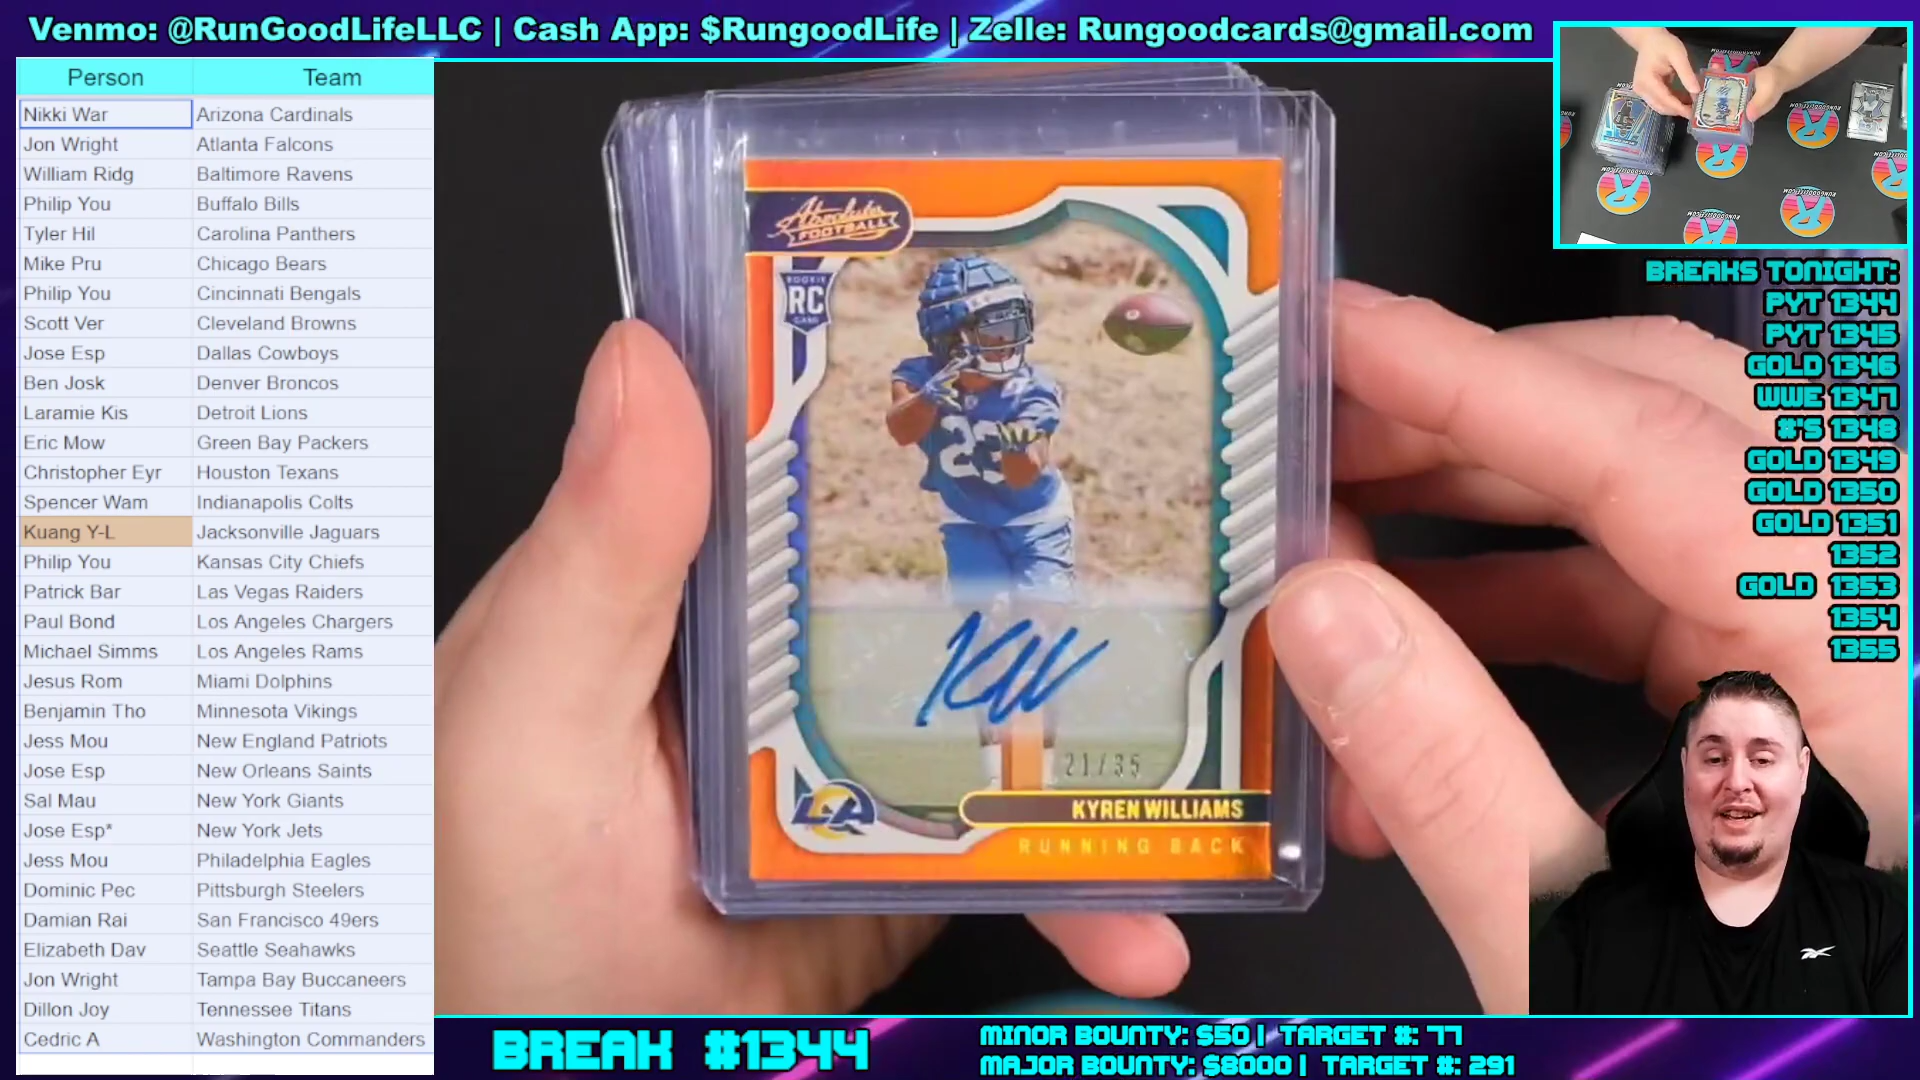 Venmo: @RunGoodLifeLLC | Cash App: $RungoodLife | Zelle: Rungoodcards@gmail.com
Person Team
Nikki War Arizona Cardinals
Jon Wright Atlanta Falcons
William Ridg Baltimore Ravens
Philip You Buffalo Bills
Tyler Hil Carolina Panthers
Mike Pru Chicago Bears
Philip You Cincinnati Bengals
Scott Ver Cleveland Browns
Jose Esp Dallas Cowboys
Ben Josk Denver Broncos
Laramie Kis Detroit Lions
Eric Mow Green Bay Packers
Christopher Eyr Houston Texans
Spencer Wam Indianapolis Colts
Kuang Y-L Jacksonville Jaguars
Philip You Kansas City Chiefs
Patrick Bar Las Vegas Raiders
Paul Bond Los Angeles Chargers
Michael Simms Los Angeles Rams
Jesus Rom Miami Dolphins
Benjamin Tho Minnesota Vikings
Jess Mou New England Patriots
Jose Esp New Orleans Saints
Sal Mau New York Giants
Jose Esp* New York Jets
Jess Mou Philadelphia Eagles
Dominic Pec Pittsburgh Steelers
Damian Rai San Francisco 49ers
Elizabeth Dav Seattle Seahawks
Jon Wright Tampa Bay Buccaneers
Dillon Joy Tennessee Titans
Cedric A Washington Commanders
Absolute
FOOTBALL
ROOKIE
RC
CARD
23
KW
21/35
LA
KYREN WILLIAMS
RUNNING BACK
BREAKS TONIGHT:
PYT 1344
PYT 1345
GOLD 1346
WWE 1347
#'S 1348
GOLD 1349
GOLD 1350
GOLD 1351
1352
GOLD 1353
1354
1355
BREAK #1344
MINOR BOUNTY: $50 | TARGET #: 77
MAJOR BOUNTY: $8000 | TARGET #: 291